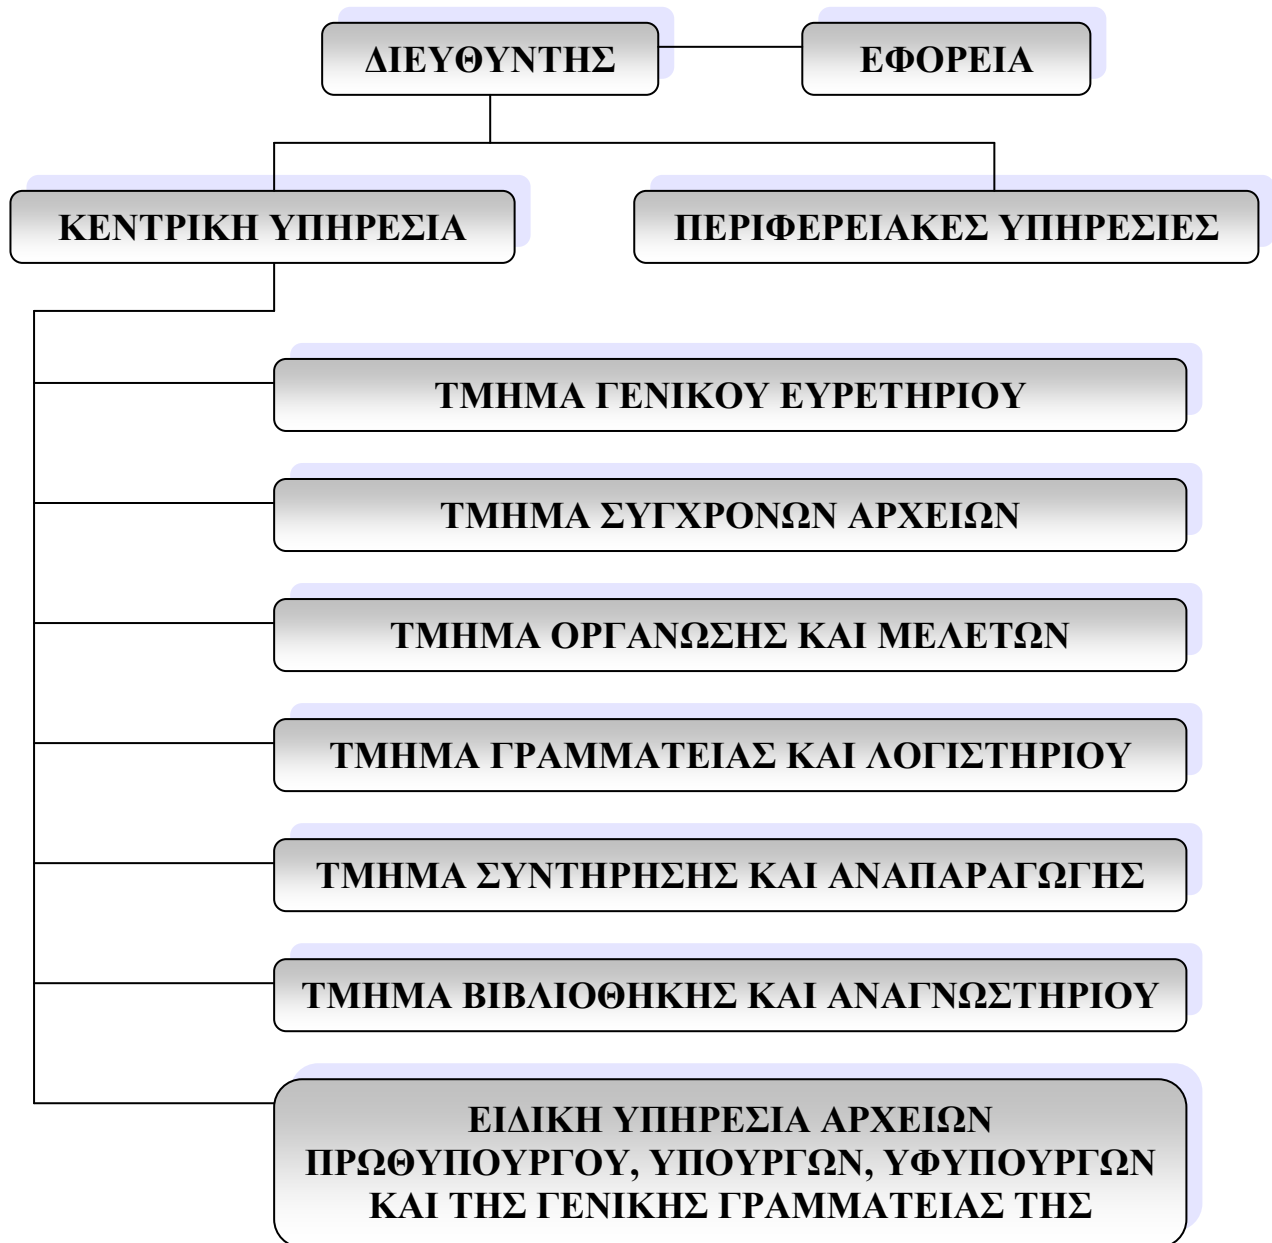 ΔΙΕΥΘΥΝΤΗΣ
ΕΦΟΡΕΙΑ
ΚΕΝΤΡΙΚΗ ΥΠΗΡΕΣΙΑ
ΠΕΡΙΦΕΡΕΙΑΚΕΣ ΥΠΗΡΕΣΙΕΣ
ΤΜΗΜΑ ΓΕΝΙΚΟΥ ΕΥΡΕΤΗΡΙΟΥ
ΤΜΗΜΑ ΣΥΓΧΡΟΝΩΝ ΑΡΧΕΙΩΝ
ΤΜΗΜΑ ΟΡΓΑΝΩΣΗΣ ΚΑΙ ΜΕΛΕΤΩΝ
ΤΜΗΜΑ ΓΡΑΜΜΑΤΕΙΑΣ ΚΑΙ ΛΟΓΙΣΤΗΡΙΟΥ
ΤΜΗΜΑ ΣΥΝΤΗΡΗΣΗΣ ΚΑΙ ΑΝΑΠΑΡΑΓΩΓΗΣ
ΤΜΗΜΑ ΒΙΒΛΙΟΘΗΚΗΣ ΚΑΙ ΑΝΑΓΝΩΣΤΗΡΙΟΥ
ΕΙΔΙΚΗ ΥΠΗΡΕΣΙΑ ΑΡΧΕΙΩΝ
ΠΡΩΘΥΠΟΥΡΓΟΥ, ΥΠΟΥΡΓΩΝ, ΥΦΥΠΟΥΡΓΩΝ
ΚΑΙ ΤΗΣ ΓΕΝΙΚΗΣ ΓΡΑΜΜΑΤΕΙΑΣ ΤΗΣ